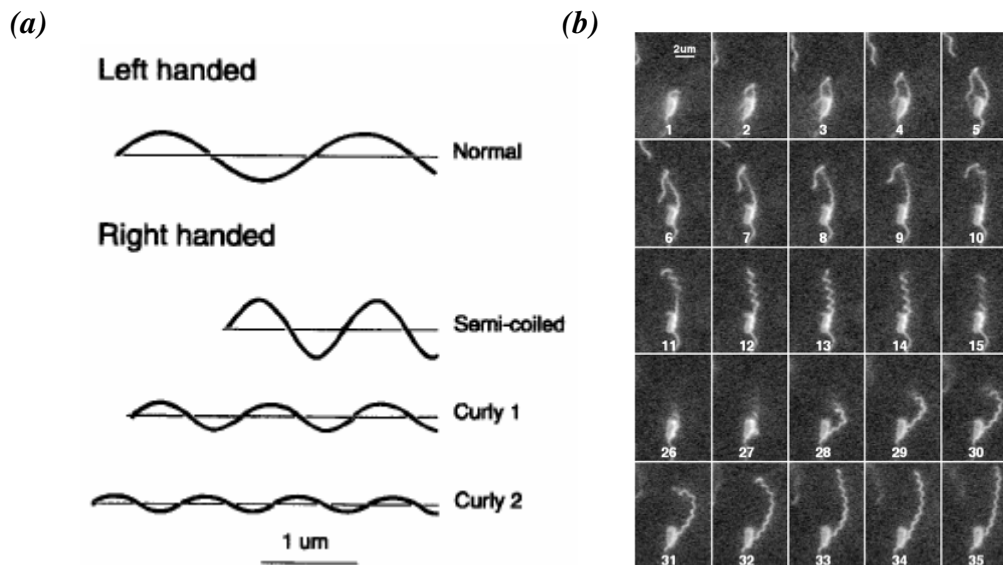 (a)
Left handed
Normal
Right handed
Semi-coiled
Curly 1
Curly 2
1 um
(b)
2um
1 2 3 4 5
6 7 8 9 10
11 12 13 14 15
26 27 28 29 30
31 32 33 34 35